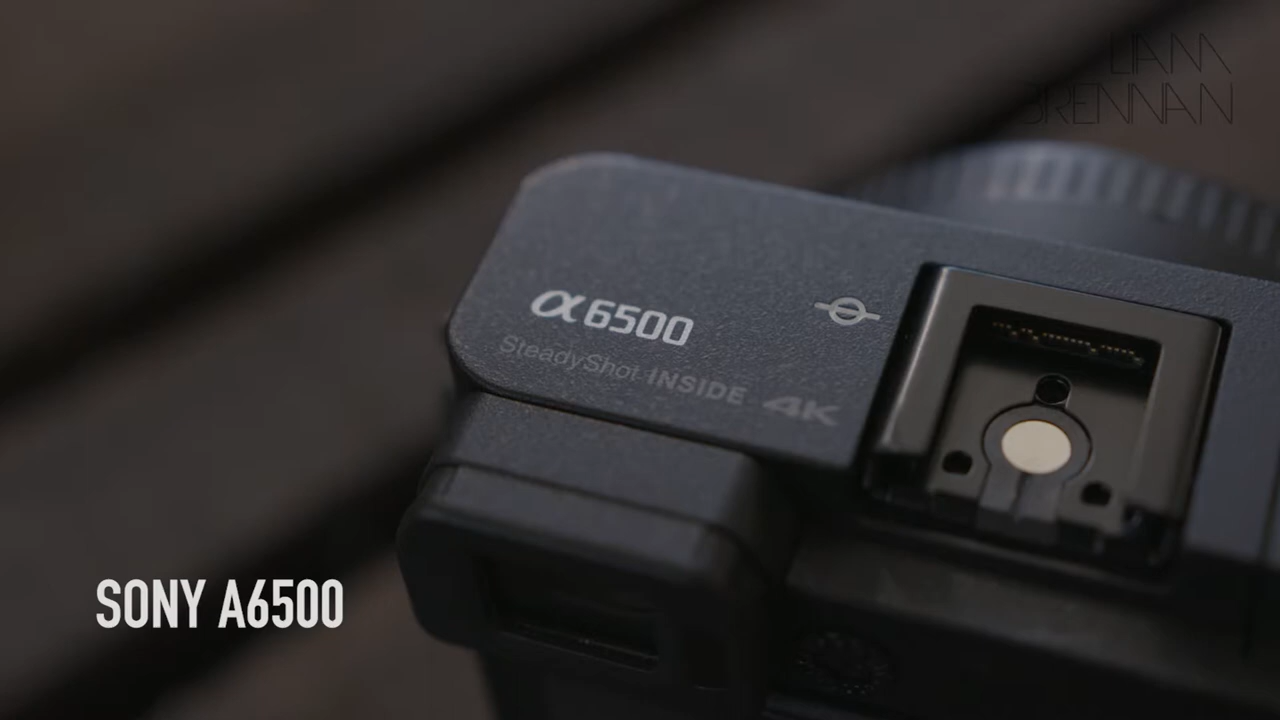 LIAM
BRENNAN
α6500
SteadyShot INSIDE 4K
SONY A6500